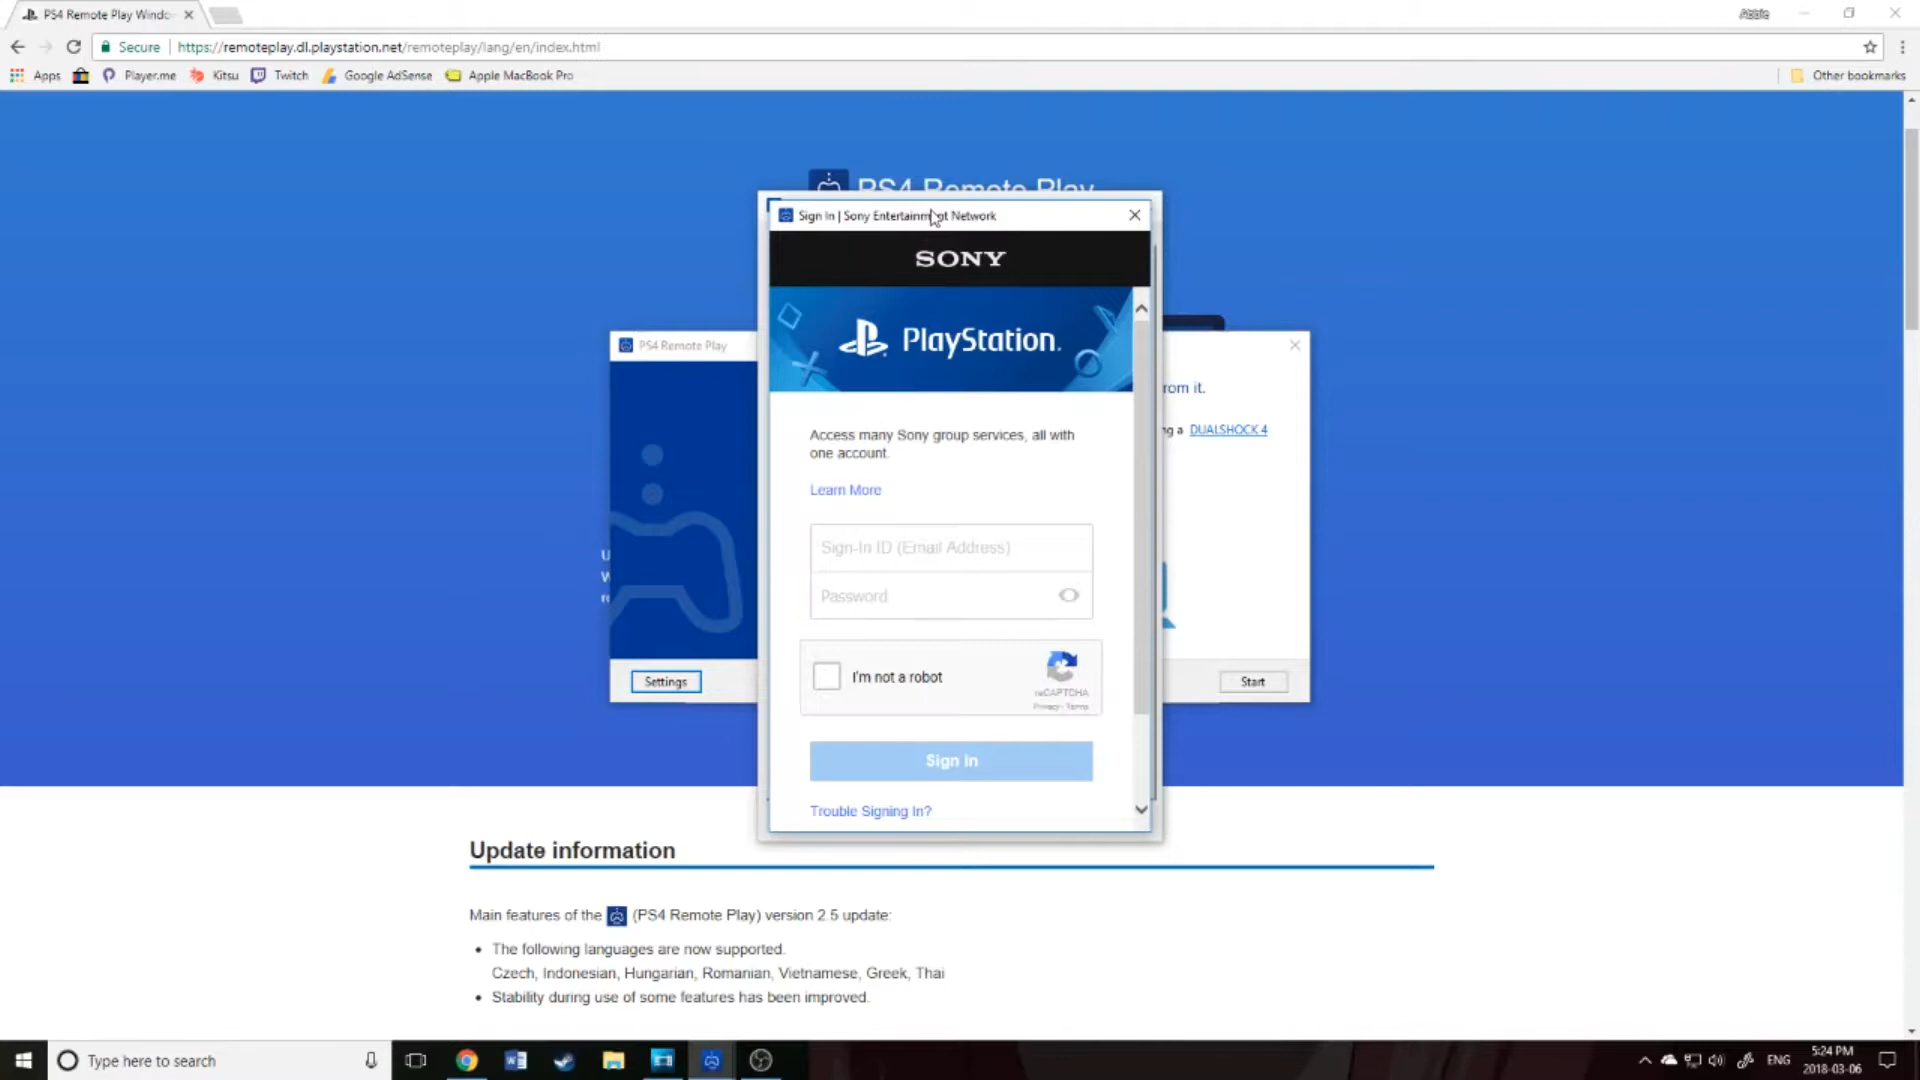 PS4 Remote Play Windo
Secure
https://remoteplay.dl.playstation.net/remoteplay/lang/en/index.html
Apps
Player.me
Kitsu
Twitch
Google AdSense
Apple MacBook Pro
Other bookmarks
PS4 Remote Play
Sign In | Sony Entertainment Network
SONY
PlayStation.
PS4 Remote Play
rom it.
Access many Sony group services, all with
one account.
ng a DUALSHOCK 4
Learn More
Sign-In ID (Email Address)
Password
I'm not a robot
reCAPTCHA
Privacy - Terms
Settings
Start
Sign In
Trouble Signing In?
Update information
Main features of the (PS4 Remote Play) version 2.5 update:
• The following languages are now supported.
Czech, Indonesian, Hungarian, Romanian, Vietnamese, Greek, Thai
• Stability during use of some features has been improved.
Type here to search
ENG
5:24 PM
2018-03-06